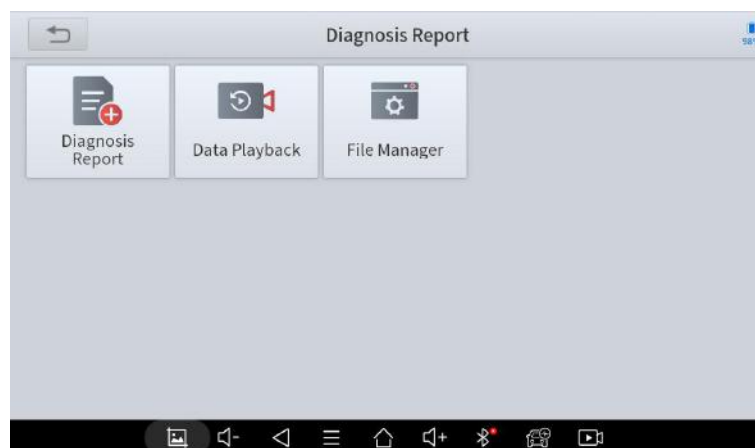 Diagnosis Report
Diagnosis
Report
Data Playback
File Manager